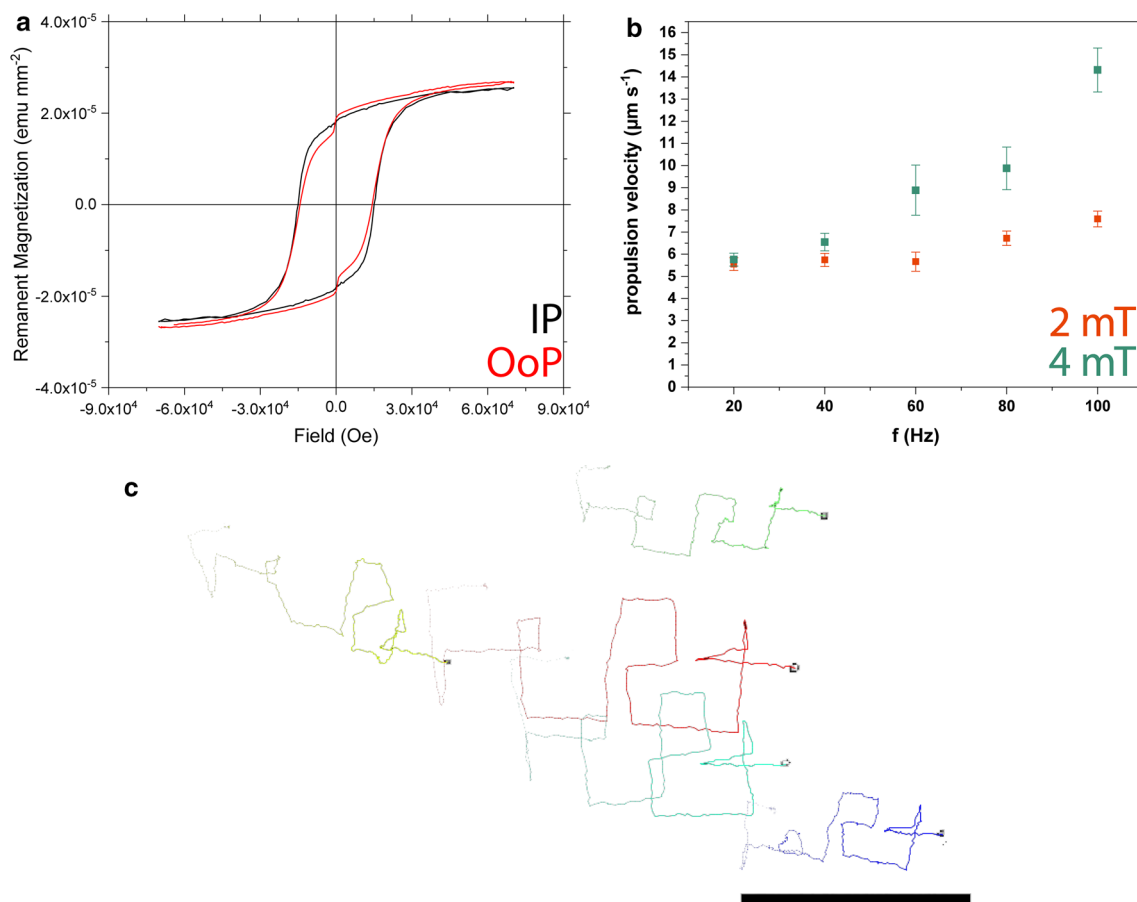 a
4.0x10⁻⁵
2.0x10⁻⁵
0.0
-2.0x10⁻⁵
-4.0x10⁻⁵
Remanent Magnetization (emu mm⁻²)
-9.0x10⁴ -6.0x10⁴ -3.0x10⁴ 0.0 3.0x10⁴ 6.0x10⁴ 9.0x10⁴
Field (Oe)
IP
OoP
b
16
15
14
13
12
11
10
9
8
7
6
5
4
3
2
1
0
propulsion velocity (µm s⁻¹)
20 40 60 80 100
f (Hz)
2 mT
4 mT
c